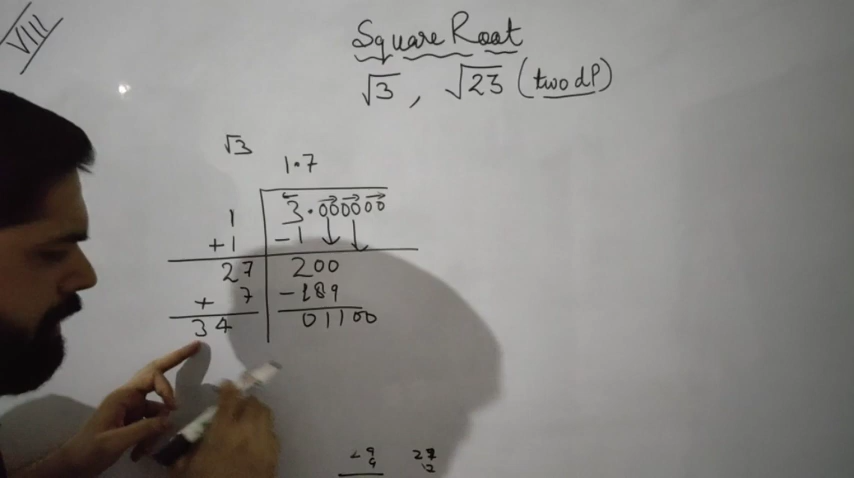 VIII
Square Root
√3 , √23 (two dp)
√3
1.7
1 3.000000
+1 -1
27 200
+ 7 -189
34 01100
27